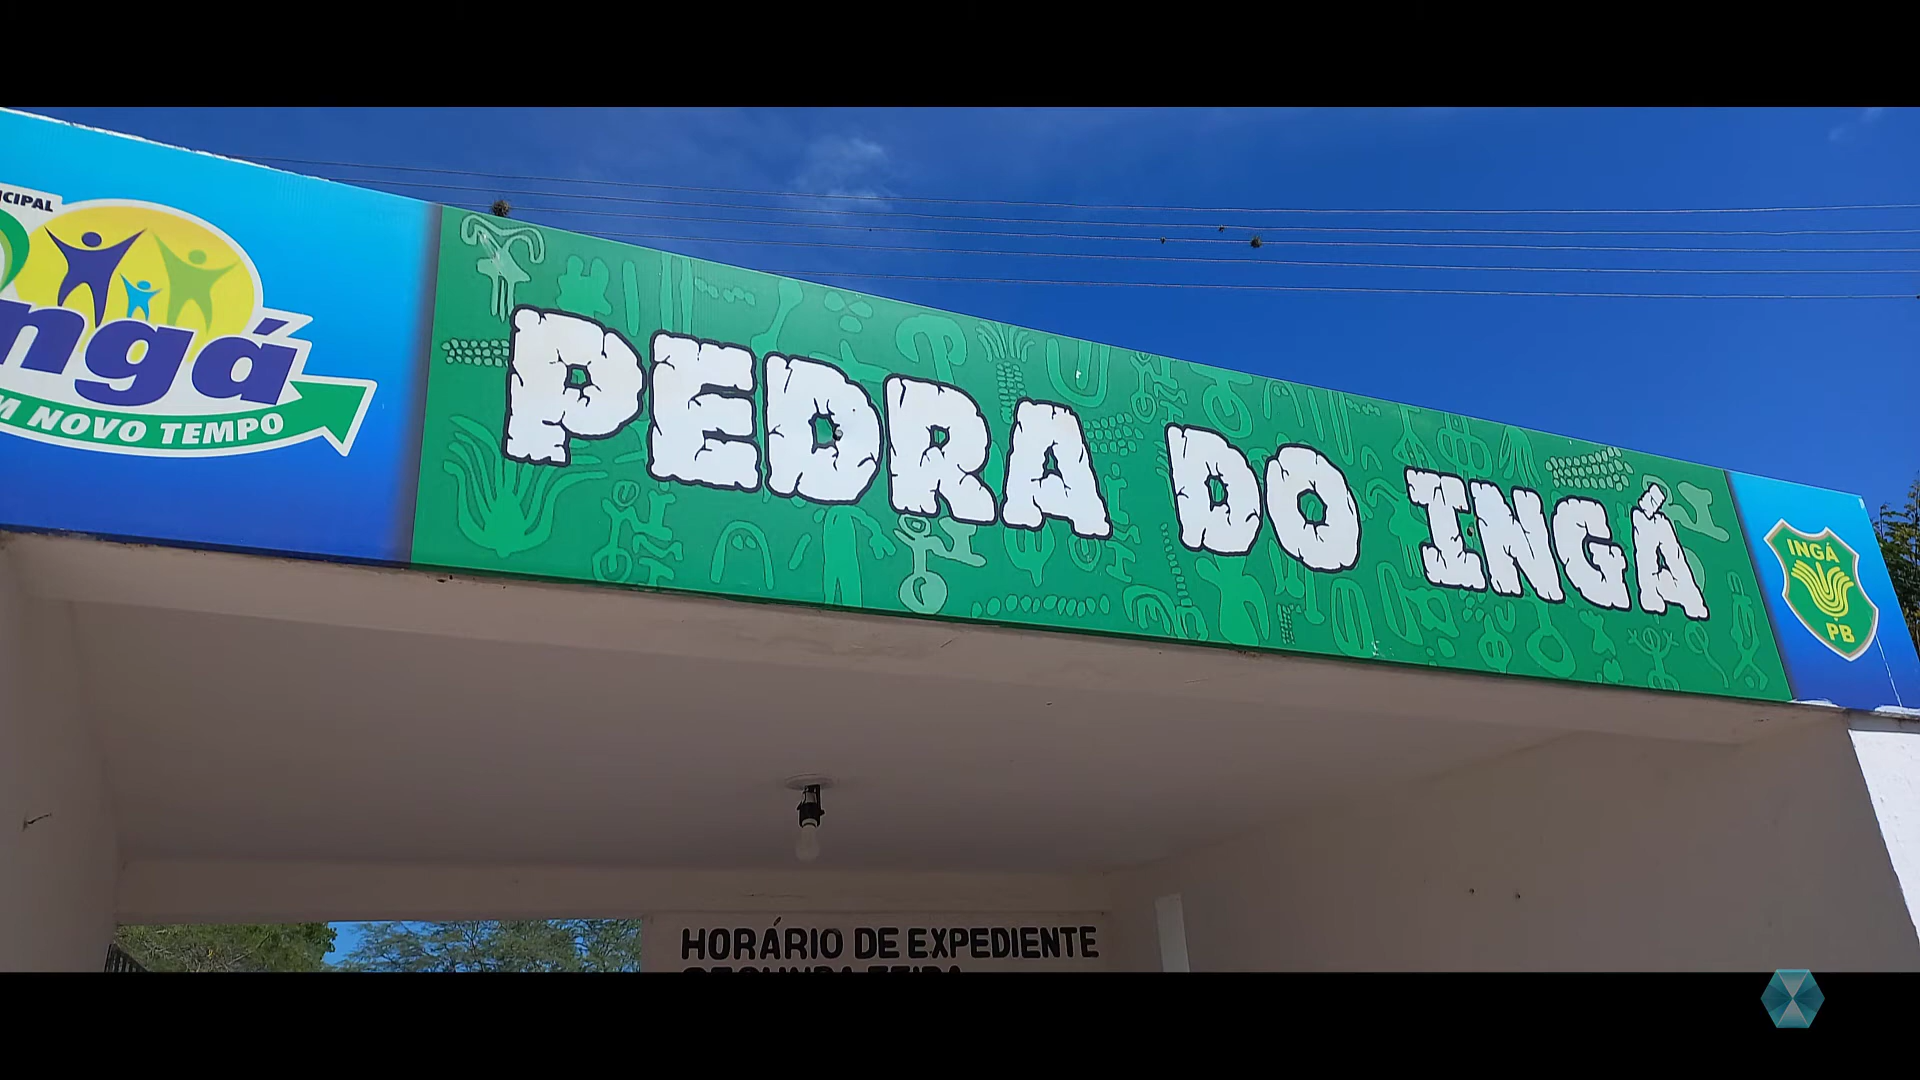 ngá
NOVO TEMPO
PEDRA DO INGÁ
INGÁ
PB
HORÁRIO DE EXPEDIENTE